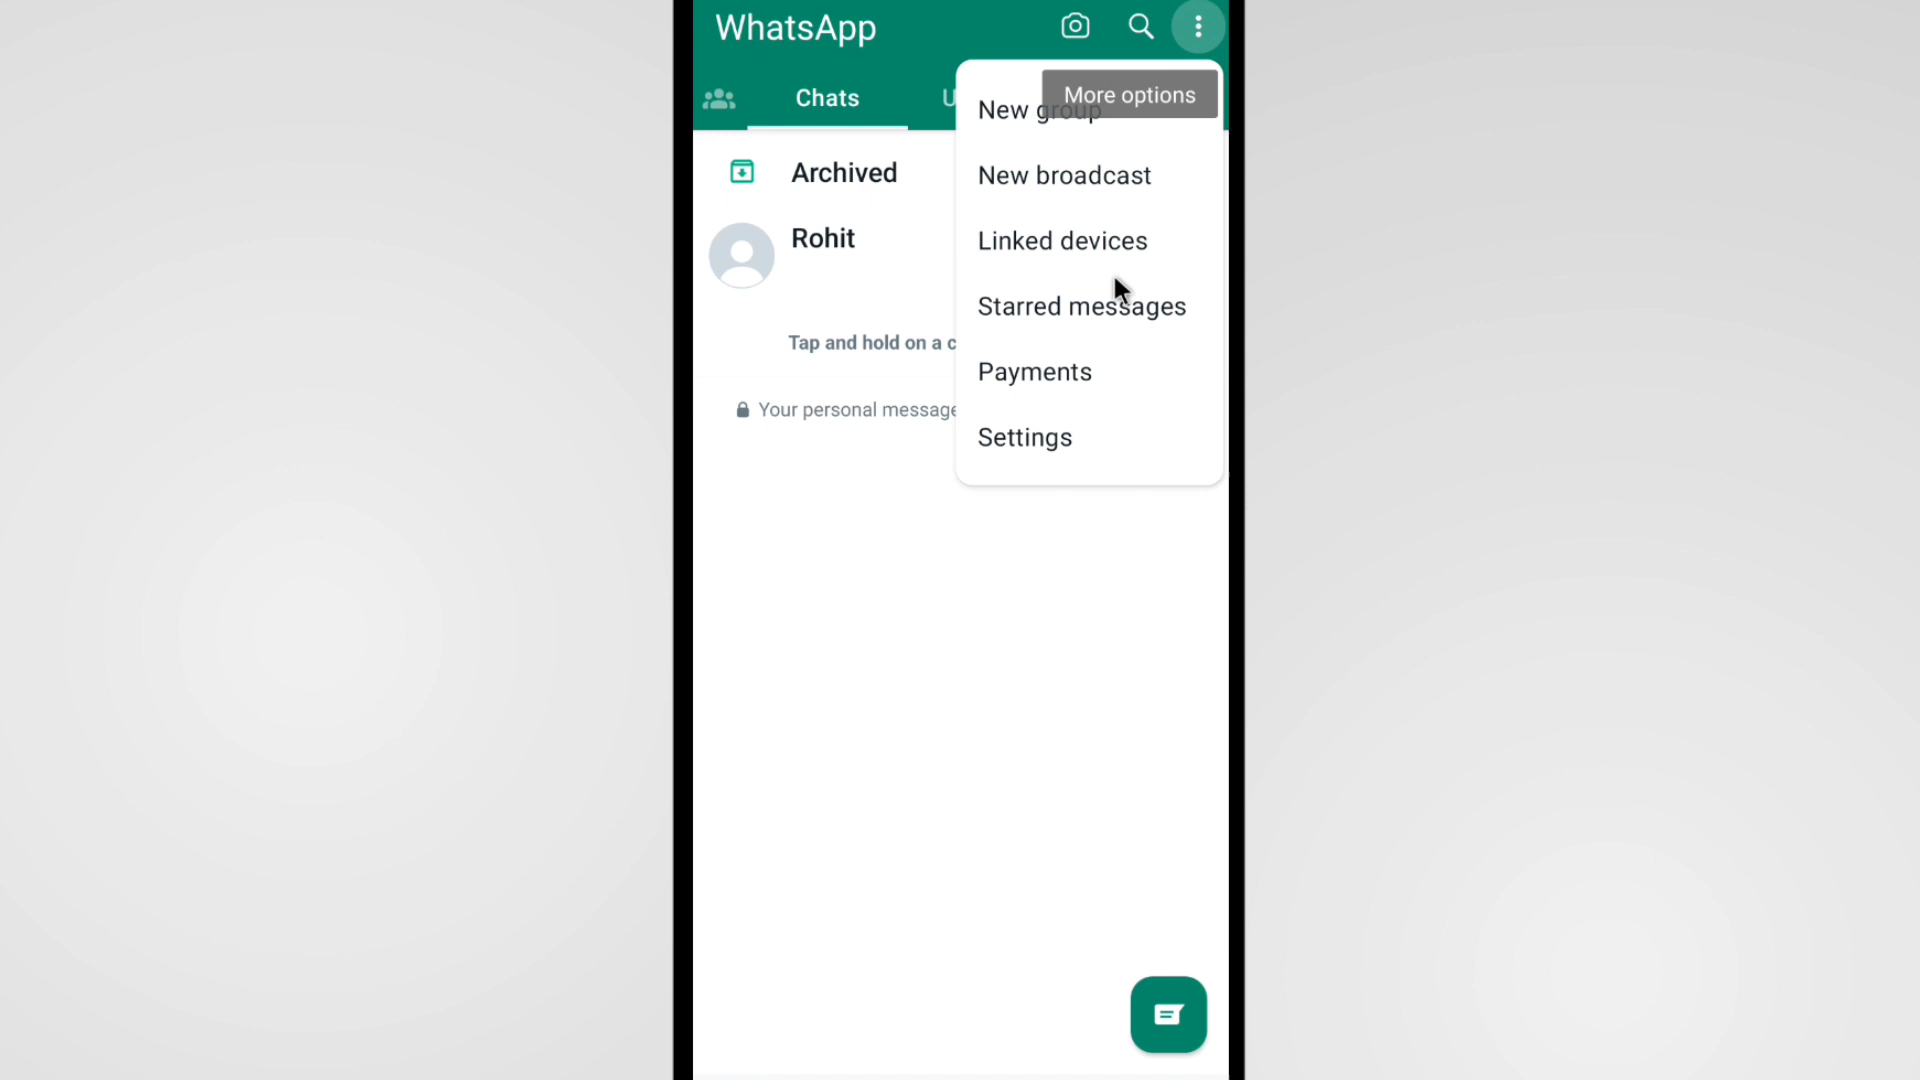 WhatsApp
Chats
U
More options
New group
New broadcast
Linked devices
Starred messages
Payments
Settings
Archived
Rohit
Tap and hold on a c
Your personal message